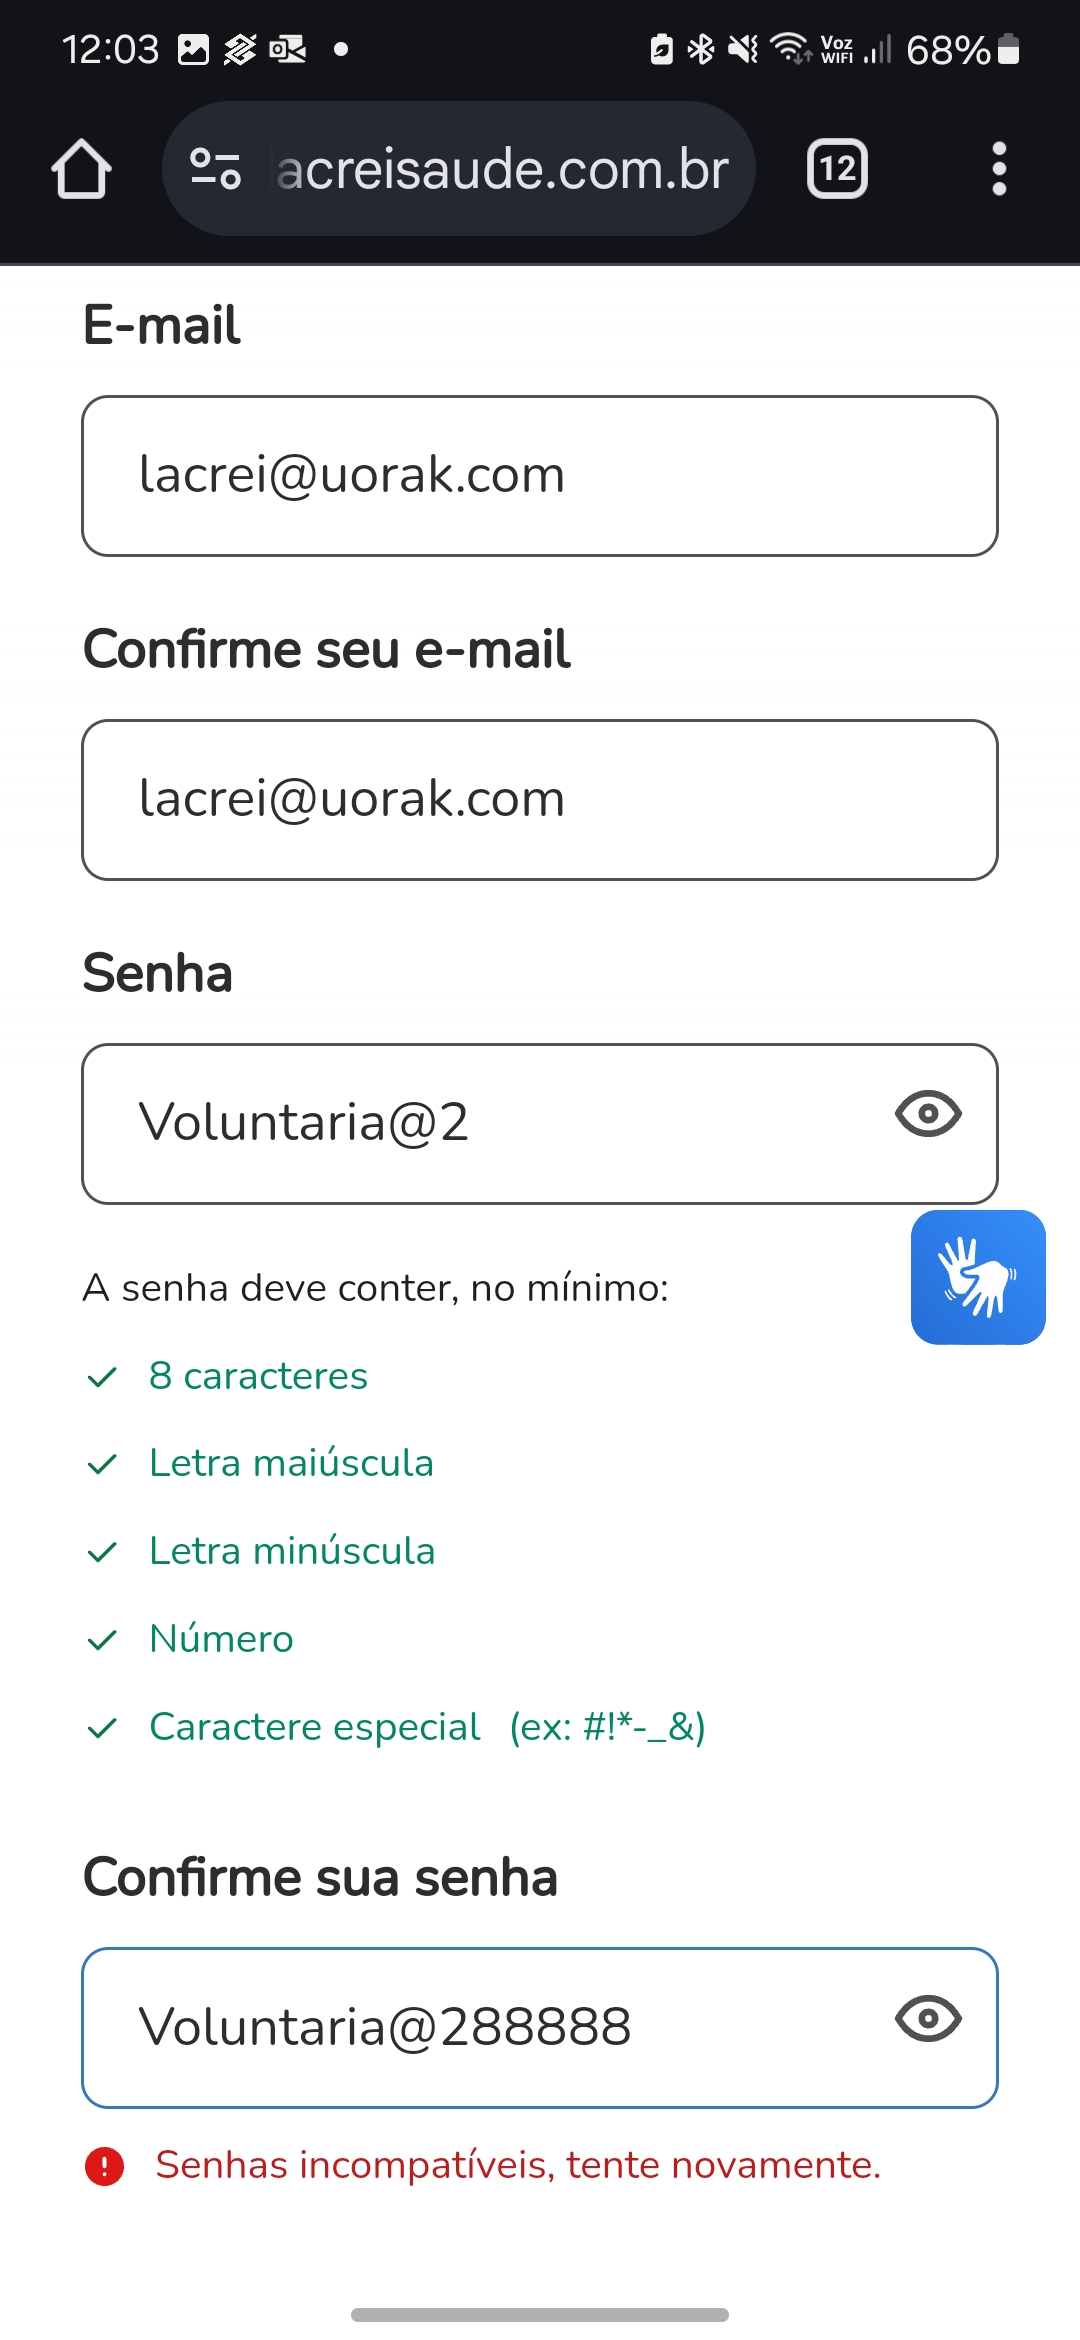 12:03 Voz WIFI 68%
acreisaude.com.br 12
E-mail
lacrei@uorak.com
Confirme seu e-mail
lacrei@uorak.com
Senha
Voluntaria@2
A senha deve conter, no mínimo:
8 caracteres
Letra maiúscula
Letra minúscula
Número
Caractere especial (ex: #!*-_&)
Confirme sua senha
Voluntaria@288888
Senhas incompatíveis, tente novamente.